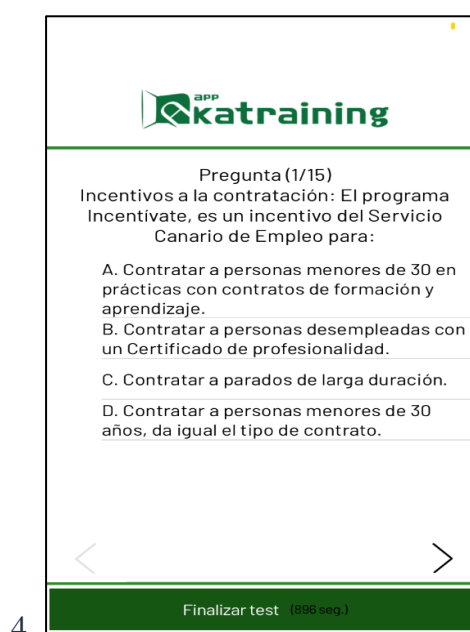 app
katraining
Pregunta (1/15)
Incentivos a la contratación: El programa
Incentívate, es un incentivo del Servicio
Canario de Empleo para:
A. Contratar a personas menores de 30 en
prácticas con contratos de formación y
aprendizaje.
B. Contratar a personas desempleadas con
un Certificado de profesionalidad.
C. Contratar a parados de larga duración.
D. Contratar a personas menores de 30
años, da igual el tipo de contrato.
Finalizar test (896 seg.)
4